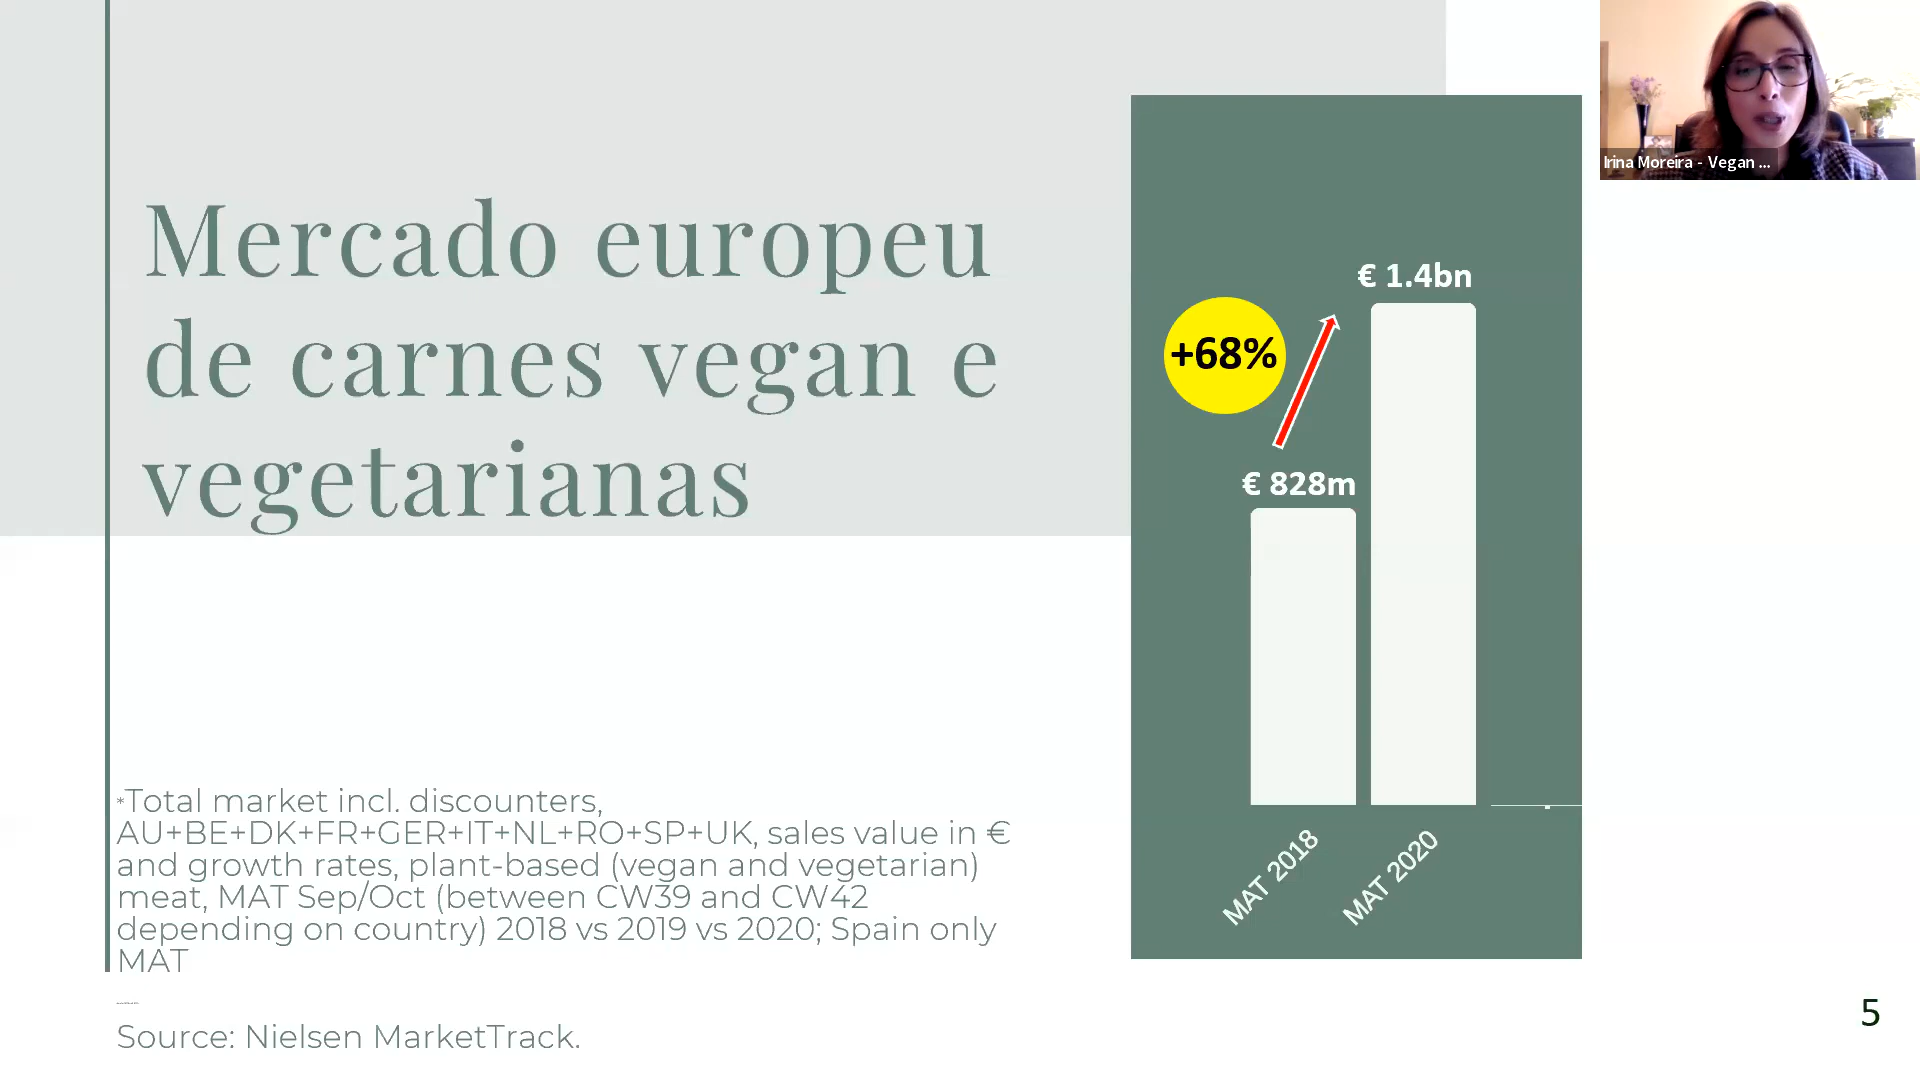 Mercado europeu
de carnes vegan e
vegetarianas
*Total market incl. discounters,
AU+BE+DK+FR+GER+IT+NL+RO+SP+UK, sales value in €
and growth rates, plant-based (vegan and vegetarian)
meat, MAT Sep/Oct (between CW39 and CW42
depending on country) 2018 vs 2019 vs 2020; Spain only
MAT
Source: Nielsen MarketTrack.
€ 1.4bn
+68%
€ 828m
MAT 2018
MAT 2020
Irina Moreira - Vegan ...
5